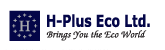 H
H-Plus Eco Ltd.
Brings You the Eco World